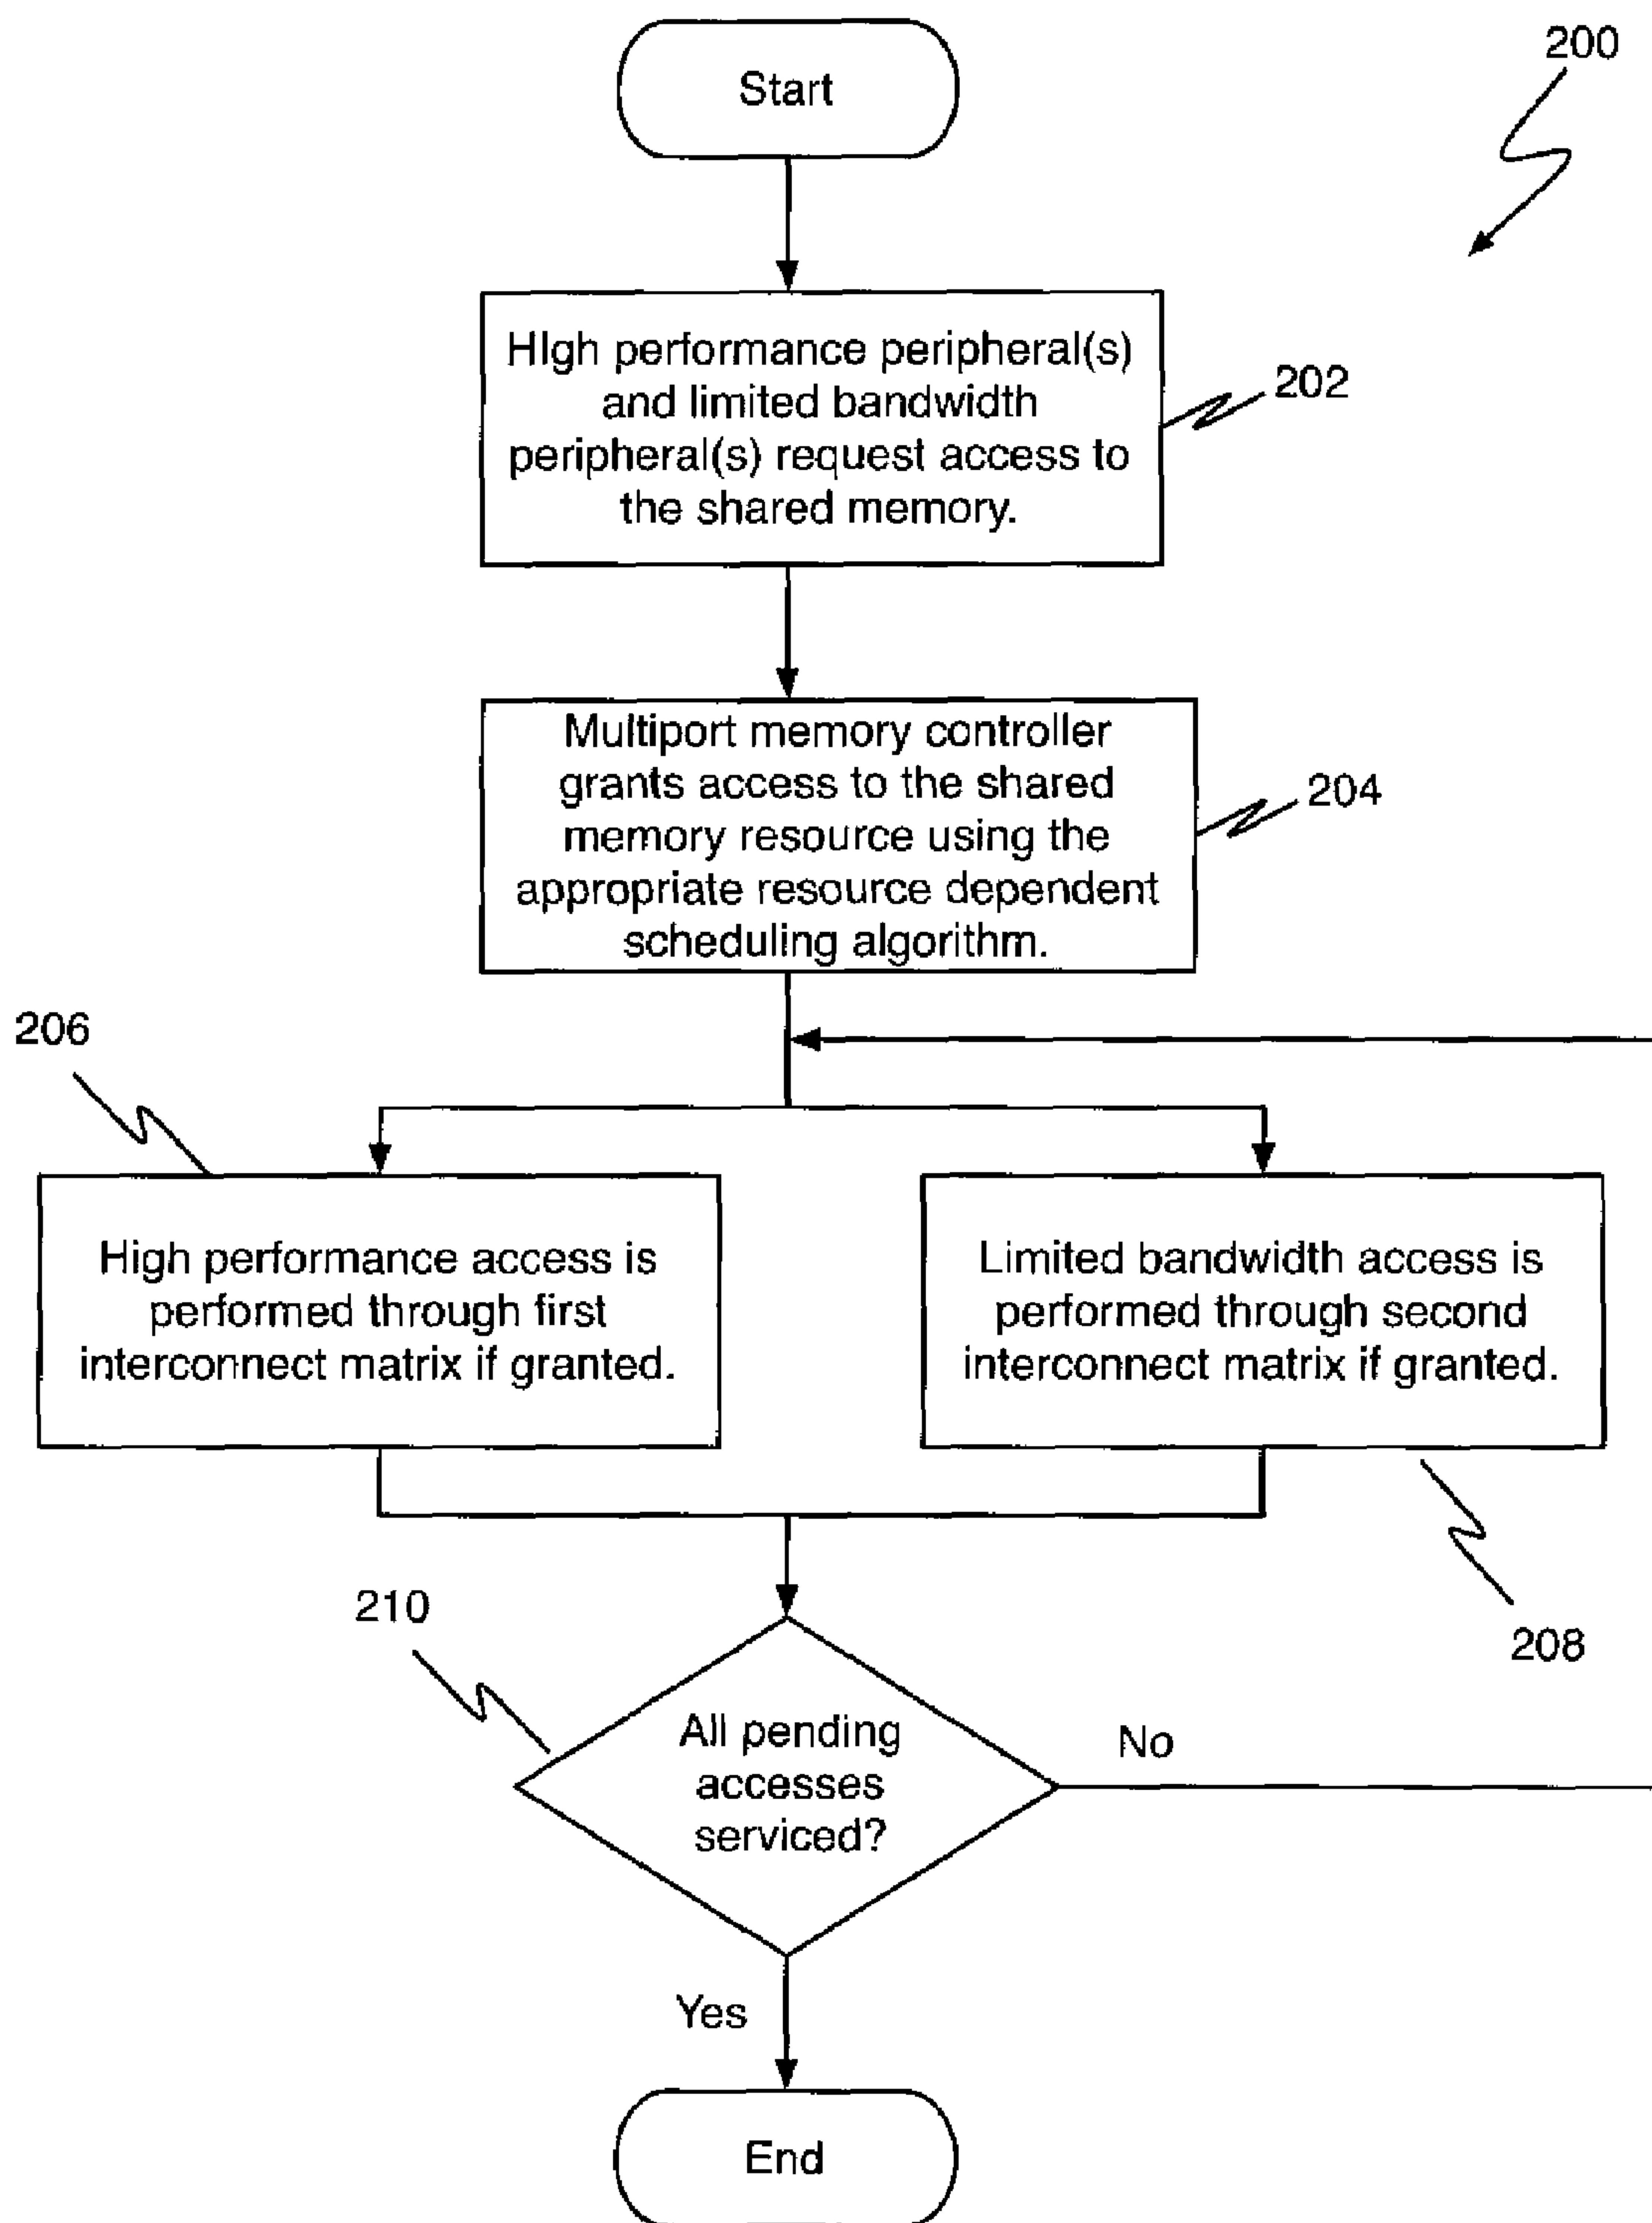 Start
200
HIgh performance peripheral(s)
and limited bandwidth
peripheral(s) request access to
the shared memory.
202
Multiport memory controller
grants access to the shared
memory resource using the
appropriate resource dependent
scheduling algorithm.
204
206
High performance access is
performed through first
interconnect matrix if granted.
Limited bandwidth access is
performed through second
interconnect matrix if granted.
208
210
All pending
accesses
serviced?
No
Yes
End